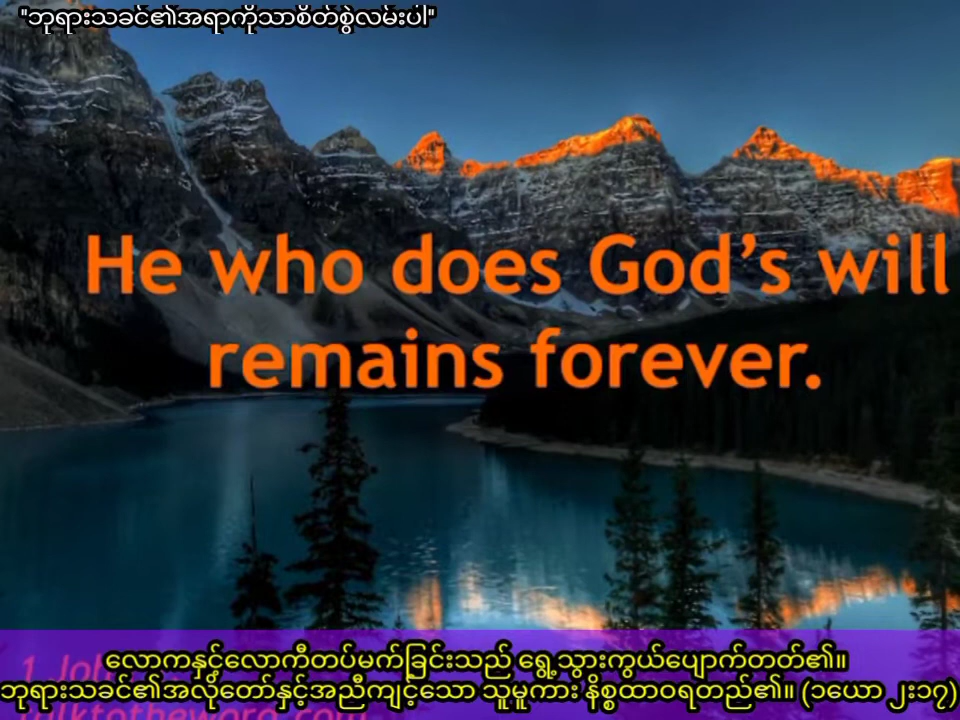 "ဘုရားသခင်၏အရာကိုသာစိတ်စွဲလမ်းပါ"
He who does God's will
remains forever.
လောကနှင့်လောကီတပ်မက်ခြင်းသည် ရွေ့သွားကွယ်ပျောက်တတ်၏။
ဘုရားသခင်၏အလိုတော်နှင့်အညီကျင့်သော သူမူကား နိစ္စထာဝရတည်၏။ (၁ယော ၂း၁၇)